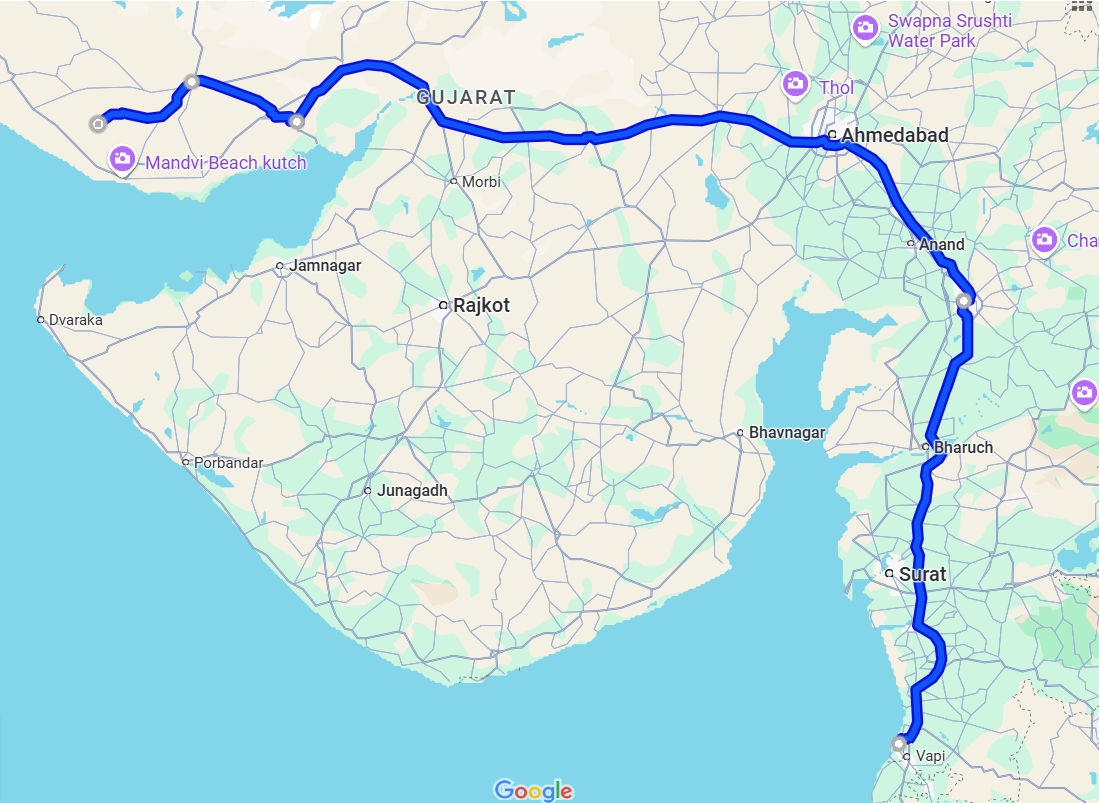 Swapna Srushti
Water Park
Thol
GUJARAT
Ahmedabad
Mandvi Beach kutch
Morbi
Anand
Cha
Jamnagar
Rajkot
Dvaraka
Bhavnagar
Bharuch
Porbandar
Junagadh
Surat
Vapi
Google